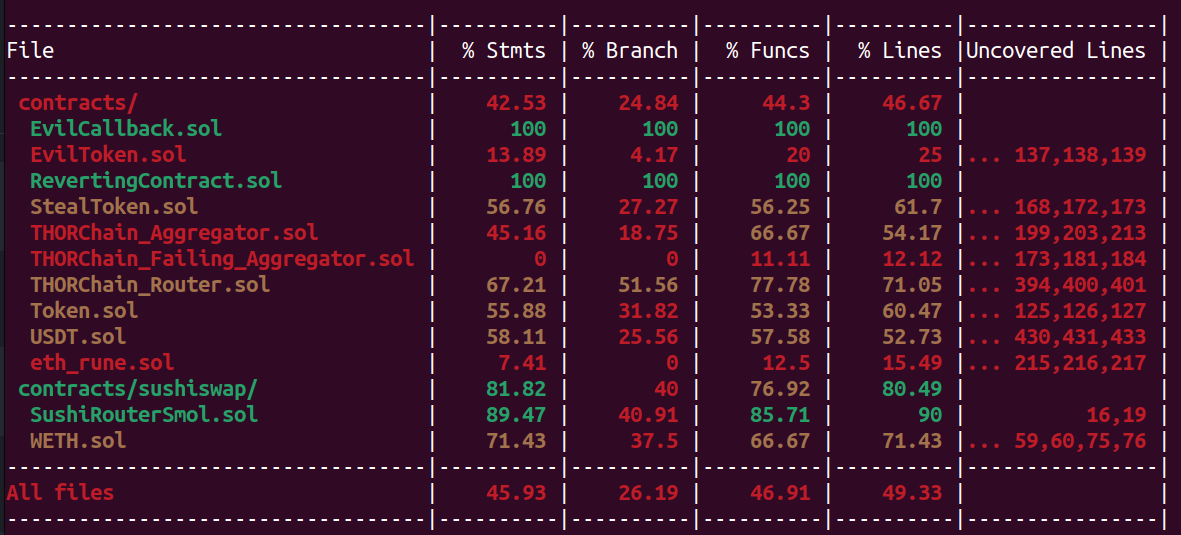 -----------------------------------|----------|----------|----------|----------|----------------|
File                               |  % Stmts | % Branch |  % Funcs |  % Lines |Uncovered Lines |
-----------------------------------|----------|----------|----------|----------|----------------|
 contracts/                        |    42.53 |    24.84 |     44.3 |    46.67 |                |
  EvilCallback.sol                 |      100 |      100 |      100 |      100 |                |
  EvilToken.sol                    |    13.89 |     4.17 |       20 |       25 |... 137,138,139 |
  RevertingContract.sol            |      100 |      100 |      100 |      100 |                |
  StealToken.sol                   |    56.76 |    27.27 |    56.25 |     61.7 |... 168,172,173 |
  THORChain_Aggregator.sol         |    45.16 |    18.75 |    66.67 |    54.17 |... 199,203,213 |
  THORChain_Failing_Aggregator.sol |        0 |        0 |    11.11 |    12.12 |... 173,181,184 |
  THORChain_Router.sol             |    67.21 |    51.56 |    77.78 |    71.05 |... 394,400,401 |
  Token.sol                        |    55.88 |    31.82 |    53.33 |    60.47 |... 125,126,127 |
  USDT.sol                         |    58.11 |    25.56 |    57.58 |    52.73 |... 430,431,433 |
  eth_rune.sol                     |     7.41 |        0 |     12.5 |    15.49 |... 215,216,217 |
 contracts/sushiswap/              |    81.82 |       40 |    76.92 |    80.49 |                |
  SushiRouterSmol.sol              |    89.47 |    40.91 |    85.71 |       90 |          16,19 |
  WETH.sol                         |    71.43 |     37.5 |    66.67 |    71.43 |... 59,60,75,76 |
-----------------------------------|----------|----------|----------|----------|----------------|
All files                          |    45.93 |    26.19 |    46.91 |    49.33 |                |
-----------------------------------|----------|----------|----------|----------|----------------|